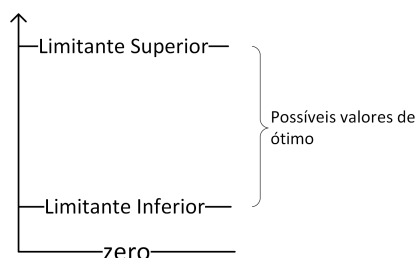 Limitante Superior
Possíveis valores de
ótimo
Limitante Inferior
zero